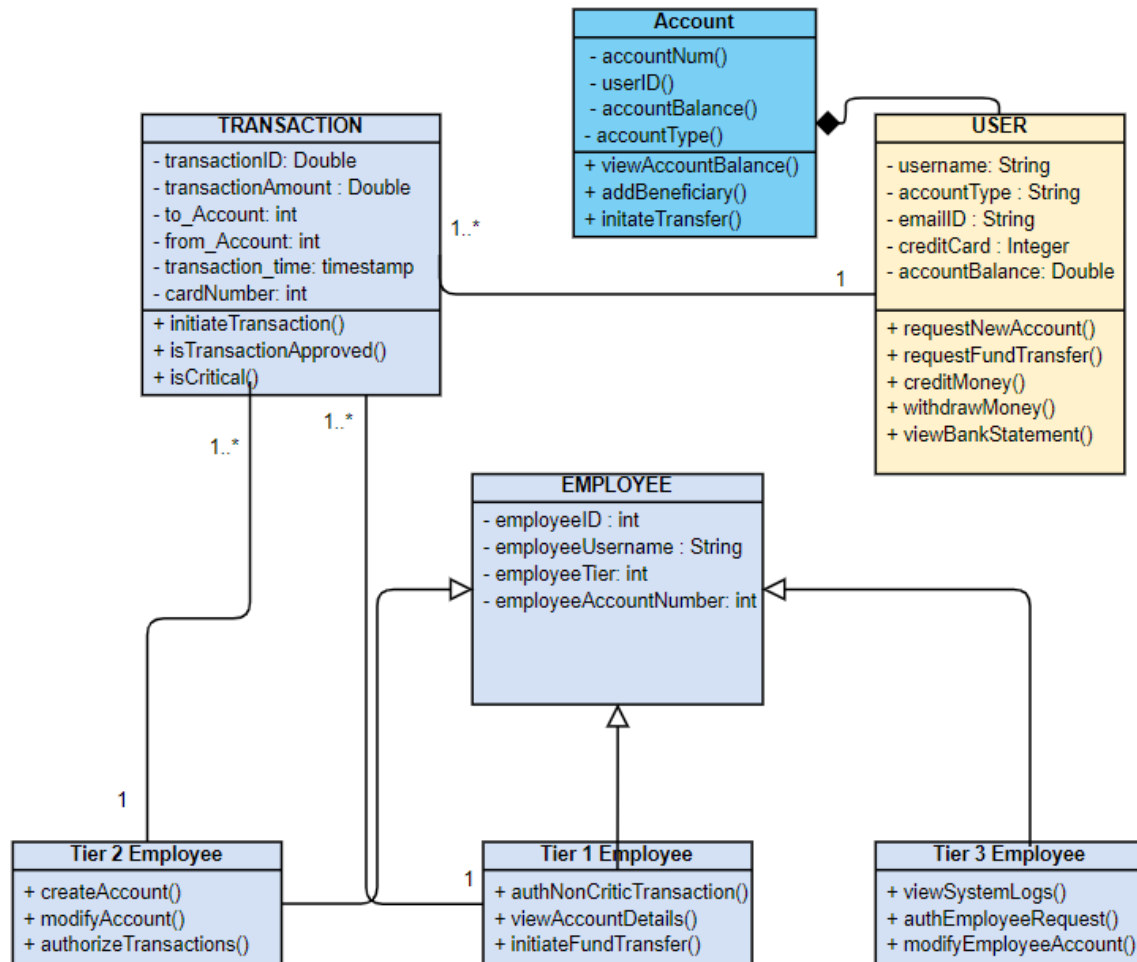 Account
- accountNum()
- userID()
- accountBalance()
- accountType()
+ viewAccountBalance()
+ addBeneficiary()
+ initateTransfer()
TRANSACTION
- transactionID: Double
- transactionAmount : Double
- to_Account: int
- from_Account: int
- transaction_time: timestamp
- cardNumber: int
+ initiateTransaction()
+ isTransactionApproved()
+ isCritical()
USER
- username: String
- accountType : String
- emailID : String
- creditCard : Integer
- accountBalance: Double
+ requestNewAccount()
+ requestFundTransfer()
+ creditMoney()
+ withdrawMoney()
+ viewBankStatement()
1..*
1
1..*
1..*
EMPLOYEE
- employeeID : int
- employeeUsername : String
- employeeTier: int
- employeeAccountNumber: int
1
1
Tier 2 Employee
+ createAccount()
+ modifyAccount()
+ authorizeTransactions()
Tier 1 Employee
+ authNonCriticTransaction()
+ viewAccountDetails()
+ initiateFundTransfer()
Tier 3 Employee
+ viewSystemLogs()
+ authEmployeeRequest()
+ modifyEmployeeAccount()